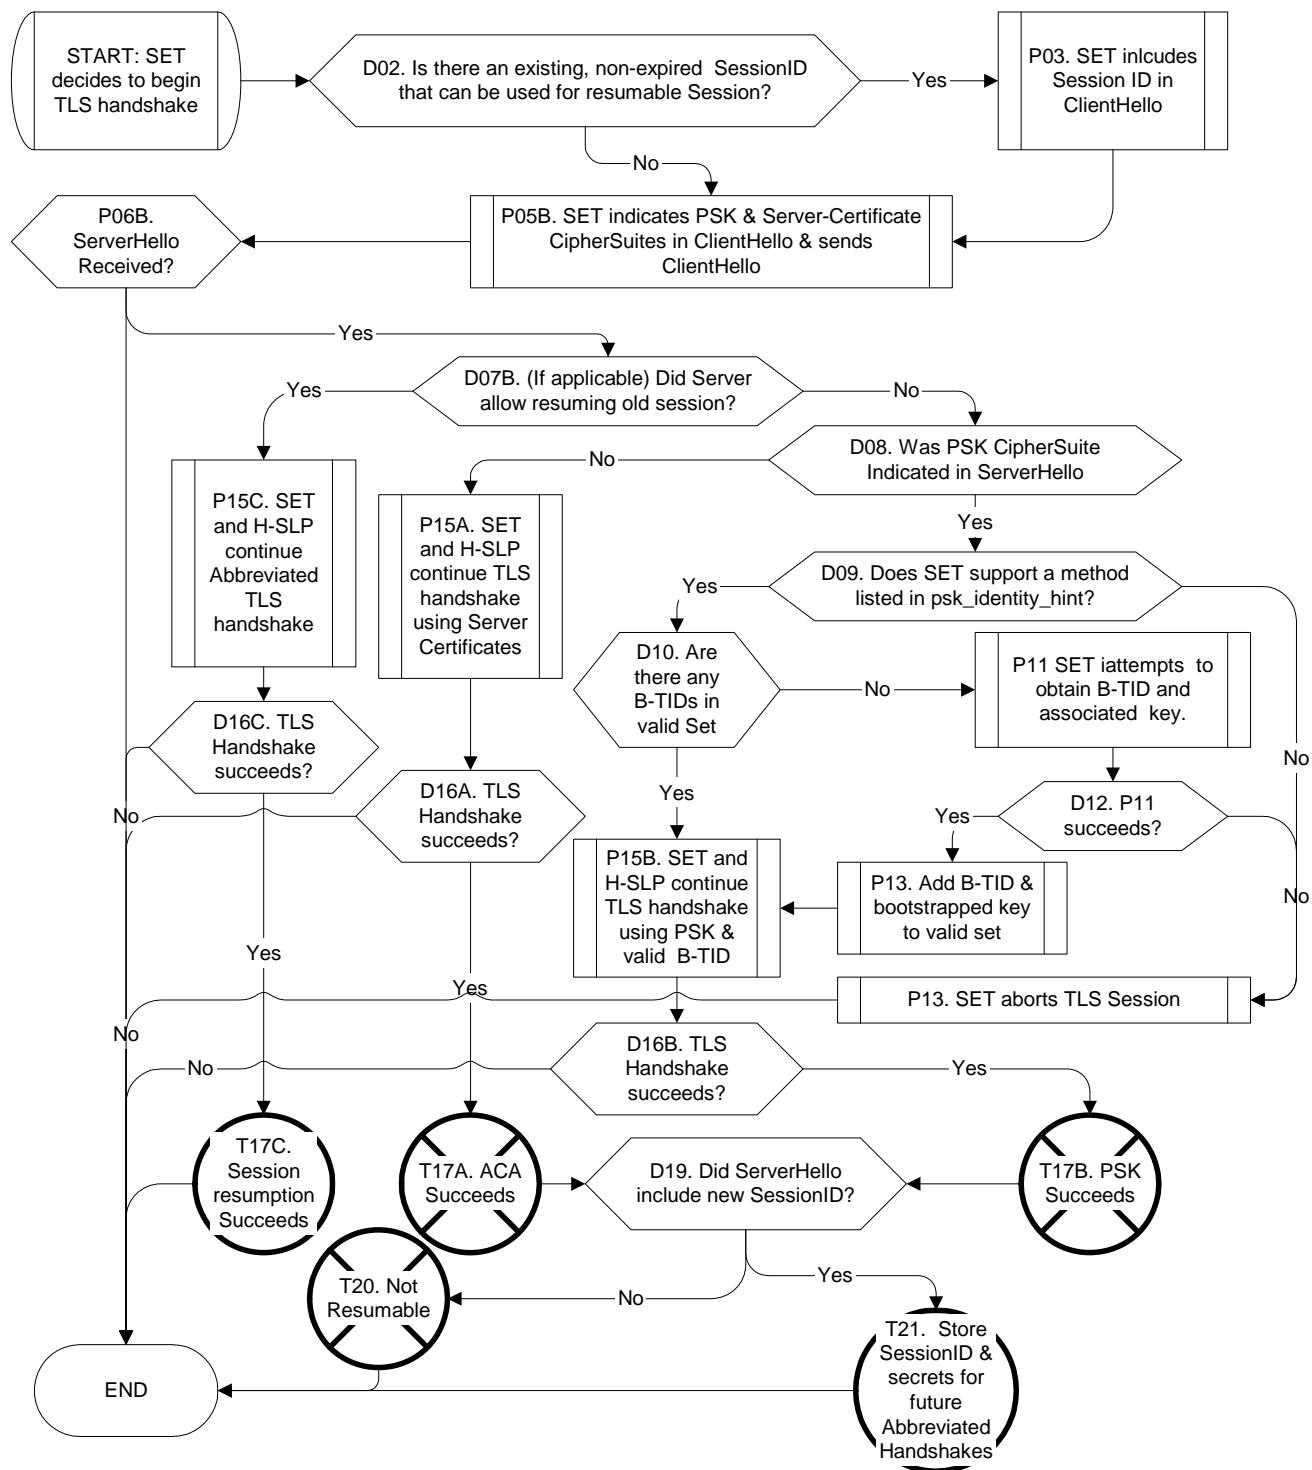 START: SET
decides to begin
TLS handshake
D02. Is there an existing, non-expired SessionID
that can be used for resumable Session?
Yes
P03. SET inlcudes
Session ID in
ClientHello
No
P06B.
ServerHello
Received?
P05B. SET indicates PSK & Server-Certificate
CipherSuites in ClientHello & sends
ClientHello
Yes
D07B. (If applicable) Did Server
allow resuming old session?
Yes
No
D08. Was PSK CipherSuite
Indicated in ServerHello
No
Yes
P15C. SET
and H-SLP
continue
Abbreviated
TLS
handshake
P15A. SET
and H-SLP
continue TLS
handshake
using Server
Certificates
D09. Does SET support a method
listed in psk_identity_hint?
Yes
No
D10. Are
there any
B-TIDs in
valid Set
No
P11 SET iattempts to
obtain B-TID and
associated key.
D16C. TLS
Handshake
succeeds?
D16A. TLS
Handshake
succeeds?
No
Yes
D12. P11
succeeds?
Yes
No
P15B. SET and
H-SLP continue
TLS handshake
using PSK &
valid B-TID
P13. Add B-TID &
bootstrapped key
to valid set
Yes
Yes
P13. SET aborts TLS Session
No
D16B. TLS
Handshake
succeeds?
No
Yes
T17C.
Session
resumption
Succeeds
T17A. ACA
Succeeds
D19. Did ServerHello
include new SessionID?
T17B. PSK
Succeeds
T20. Not
Resumable
No
Yes
END
T21. Store
SessionID &
secrets for
future
Abbreviated
Handshakes